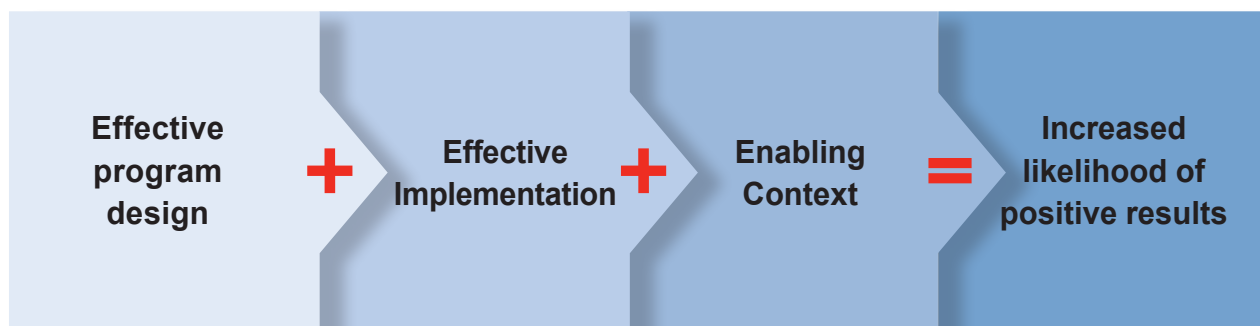 Effective
program
design
+
Effective
Implementation
+
Enabling
Context
=
Increased
likelihood of
positive results